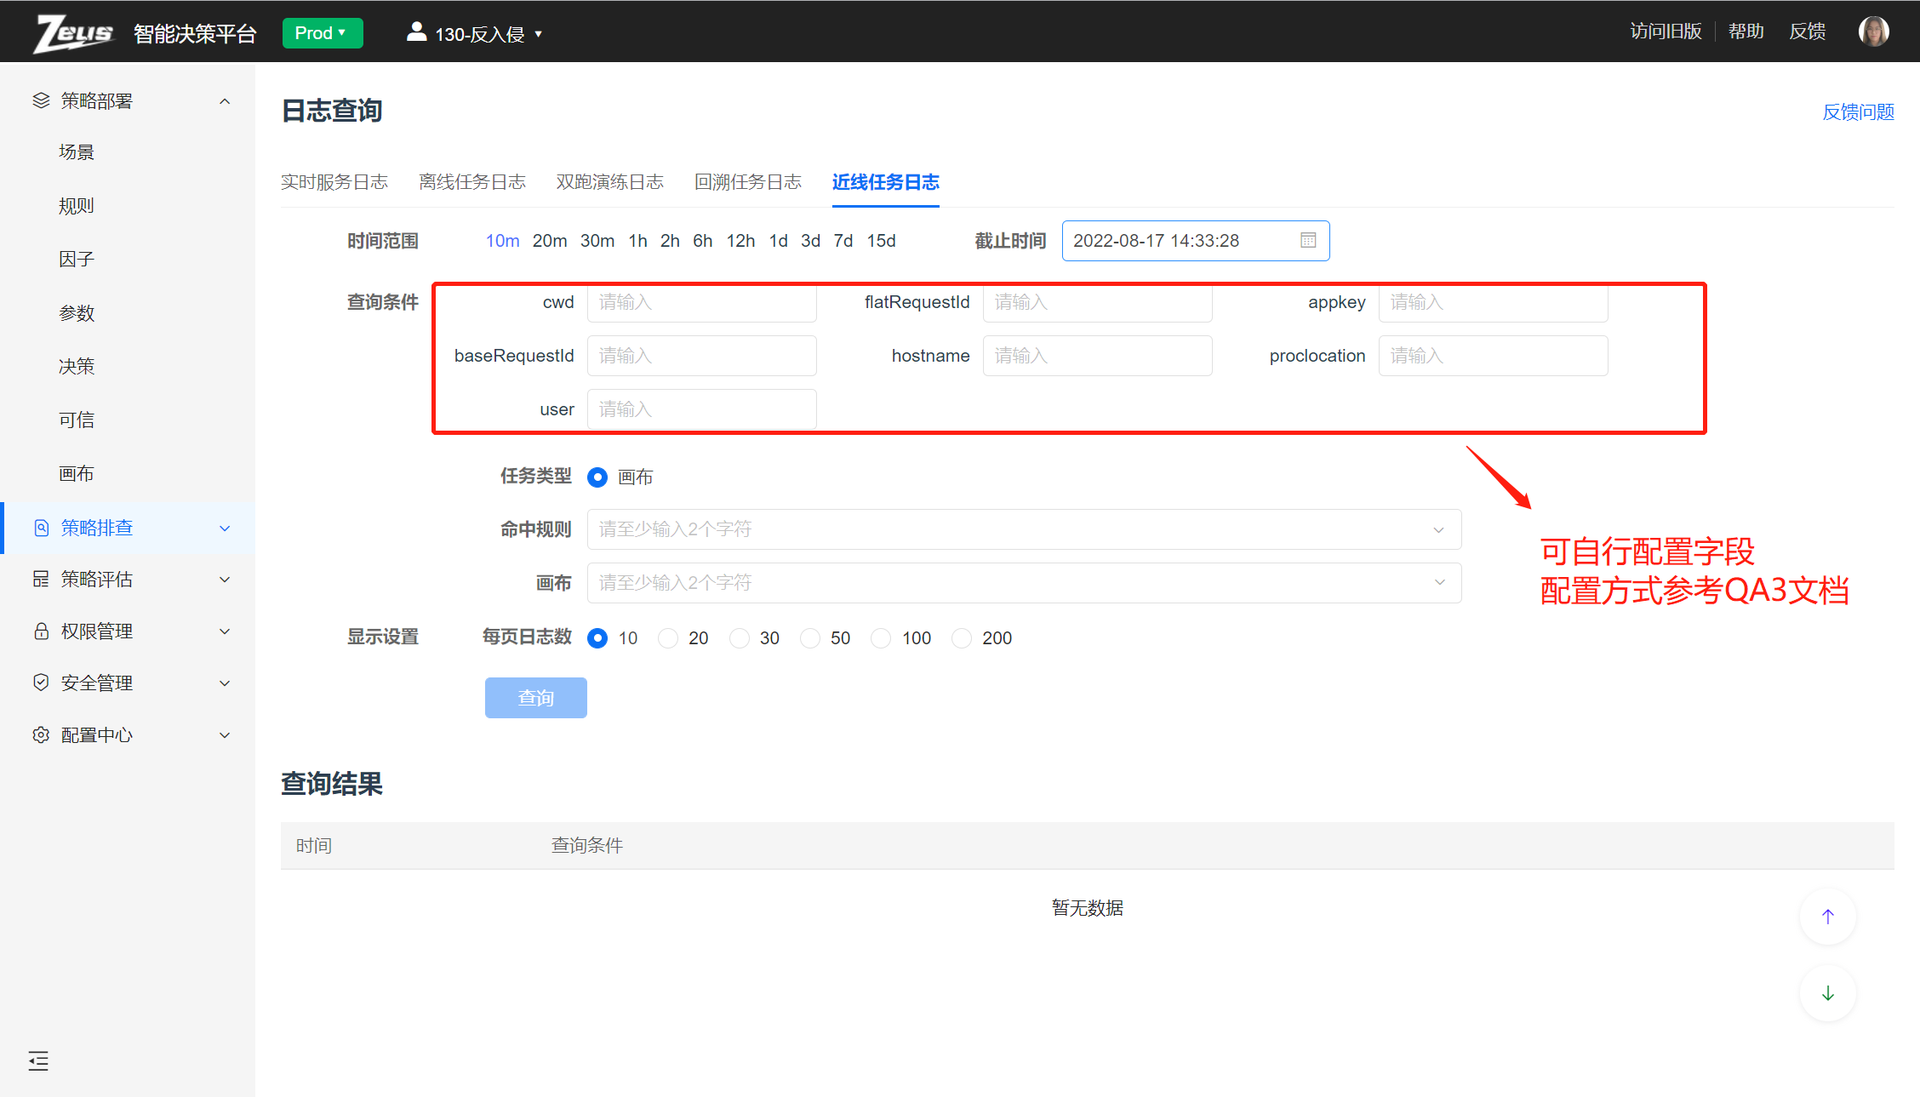 Zeus 智能决策平台 Prod 130-反入侵 访问旧版 帮助 反馈
策略部署
场景
规则
因子
参数
决策
可信
画布
策略排查
策略评估
权限管理
安全管理
配置中心
日志查询 反馈问题
实时服务日志 离线任务日志 双跑演练日志 回溯任务日志 近线任务日志
时间范围 10m 20m 30m 1h 2h 6h 12h 1d 3d 7d 15d 截止时间 2022-08-17 14:33:28
查询条件 cwd 请输入 flatRequestId 请输入 appkey 请输入
baseRequestId 请输入 hostname 请输入 proclocation 请输入
user 请输入
任务类型 画布
命中规则 请至少输入2个字符
画布 请至少输入2个字符
可自行配置字段
配置方式参考QA3文档
显示设置 每页日志数 10 20 30 50 100 200
查询
查询结果
时间 查询条件
暂无数据